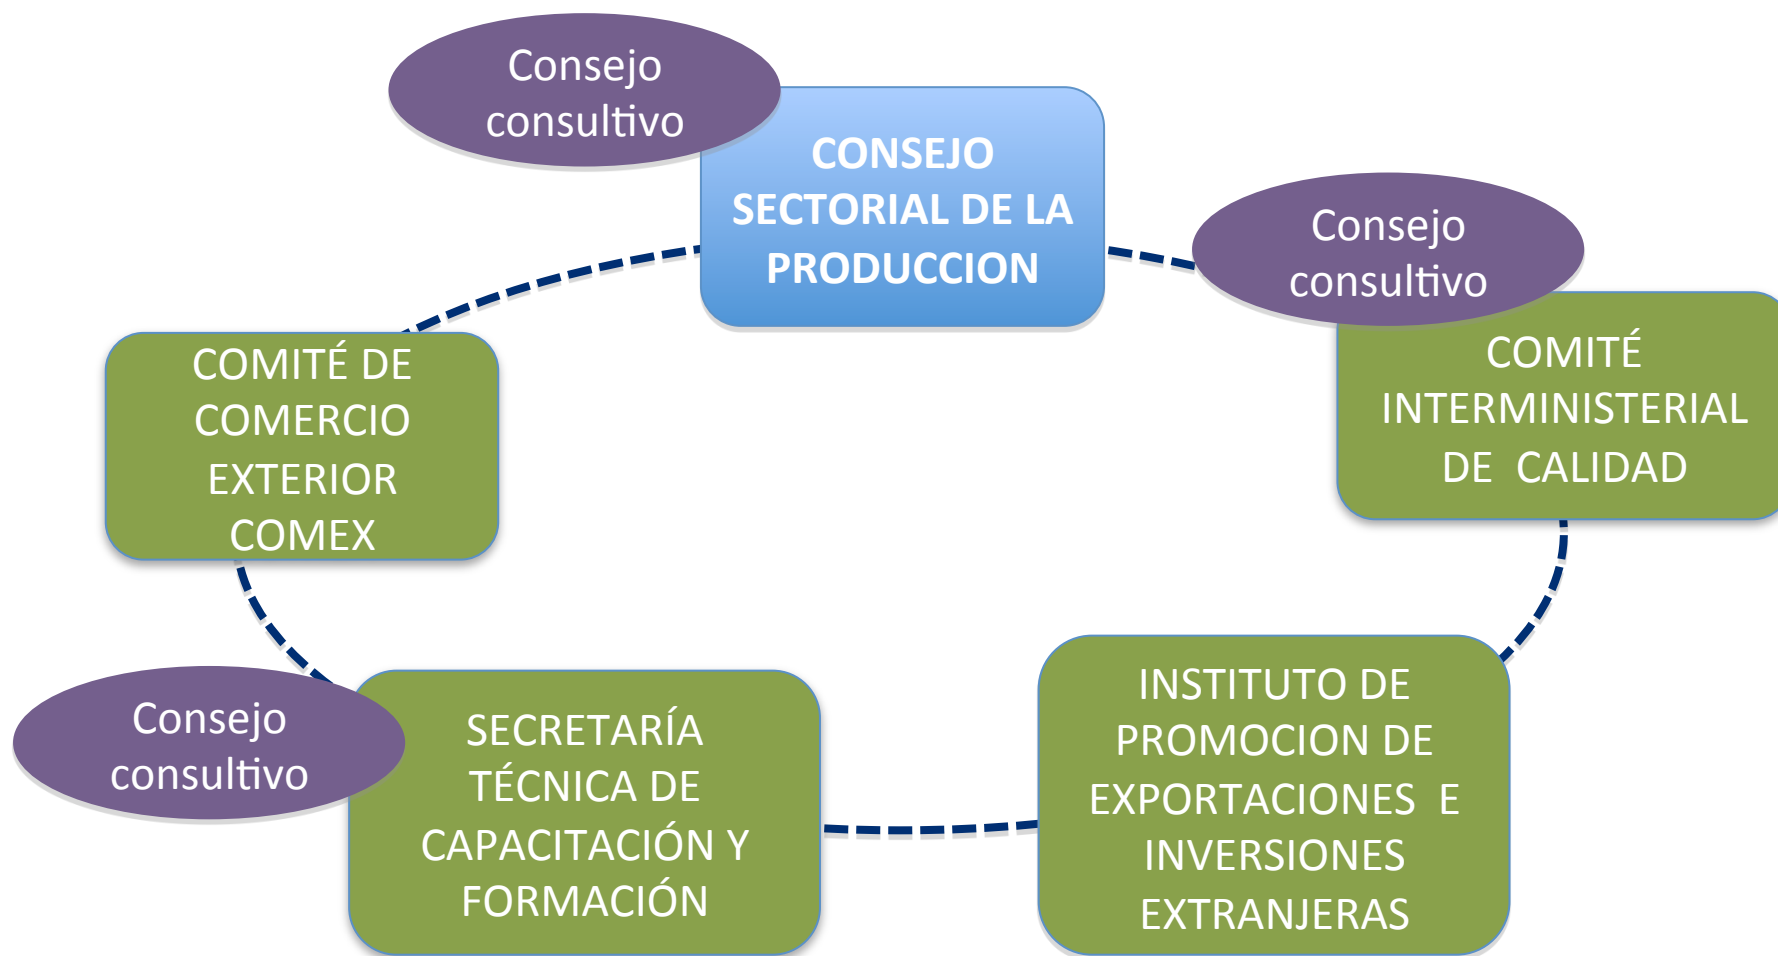 Consejo
consultivo
CONSEJO
SECTORIAL DE LA
PRODUCCION
Consejo
consultivo
COMITÉ
INTERMINISTERIAL
DE CALIDAD
COMITÉ DE
COMERCIO
EXTERIOR
COMEX
Consejo
consultivo
SECRETARÍA
TÉCNICA DE
CAPACITACIÓN Y
FORMACIÓN
INSTITUTO DE
PROMOCION DE
EXPORTACIONES E
INVERSIONES
EXTRANJERAS